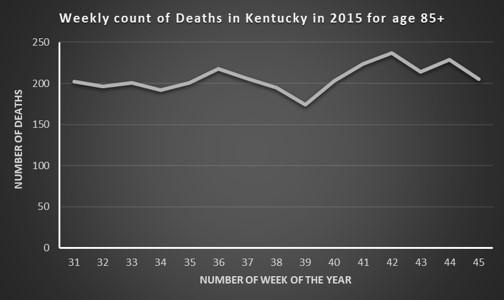 Weekly count of Deaths in Kentucky in 2015 for age 85+
250
200
150
100
50
0
NUMBER OF DEATHS
31 32 33 34 35 36 37 38 39 40 41 42 43 44 45
NUMBER OF WEEK OF THE YEAR